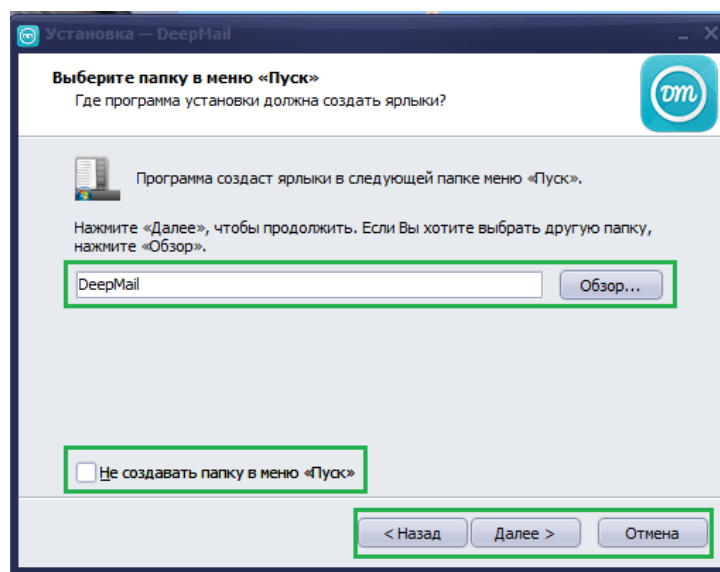 Установка — DeepMail
Выберите папку в меню «Пуск»
Где программа установки должна создать ярлыки?
dm
Программа создаст ярлыки в следующей папке меню «Пуск».
Нажмите «Далее», чтобы продолжить. Если Вы хотите выбрать другую папку,
нажмите «Обзор».
DeepMail
Обзор...
Не создавать папку в меню «Пуск»
< Назад
Далее >
Отмена